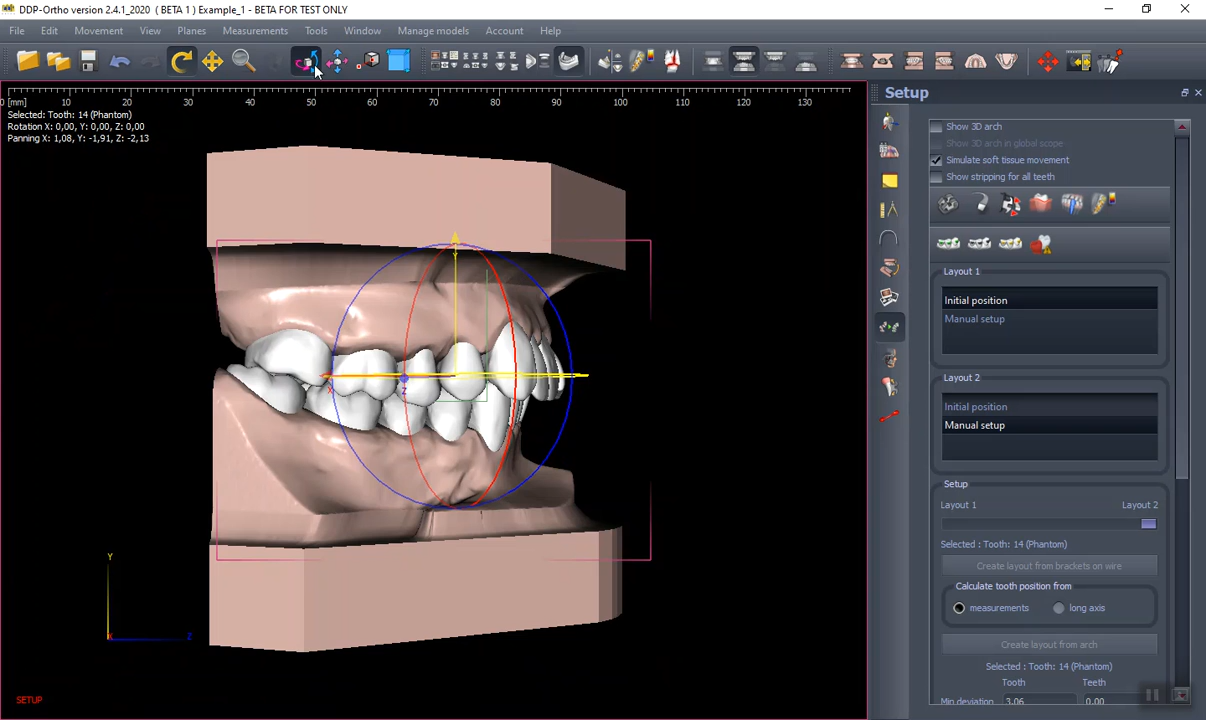 DDP-Ortho version 2.4.1_2020 ( BETA 1 ) Example_1 - BETA FOR TEST ONLY
File Edit Movement View Planes Measurements Tools Window Manage models Account Help
[mm] 10 20 30 40 50 60 70 80 90 100 110 120 130
Selected: Tooth: 14 (Phantom)
Rotation X: 0,00, Y: 0,00, Z: 0,00
Panning X: 1,08, Y: -1,91, Z: -2,13
Y
X
Z
Y
X
Z
SETUP
Setup
Show 3D arch
Show 3D arch in global scope
Simulate soft tissue movement
Show stripping for all teeth
Layout 1
Initial position
Manual setup
Layout 2
Initial position
Manual setup
Setup
Layout 1 Layout 2
Selected : Tooth: 14 (Phantom)
Create layout from brackets on wire
Calculate tooth position from
measurements long axis
Create layout from arch
Selected : Tooth: 14 (Phantom)
Tooth Teeth
Min deviation 3.06 0.00